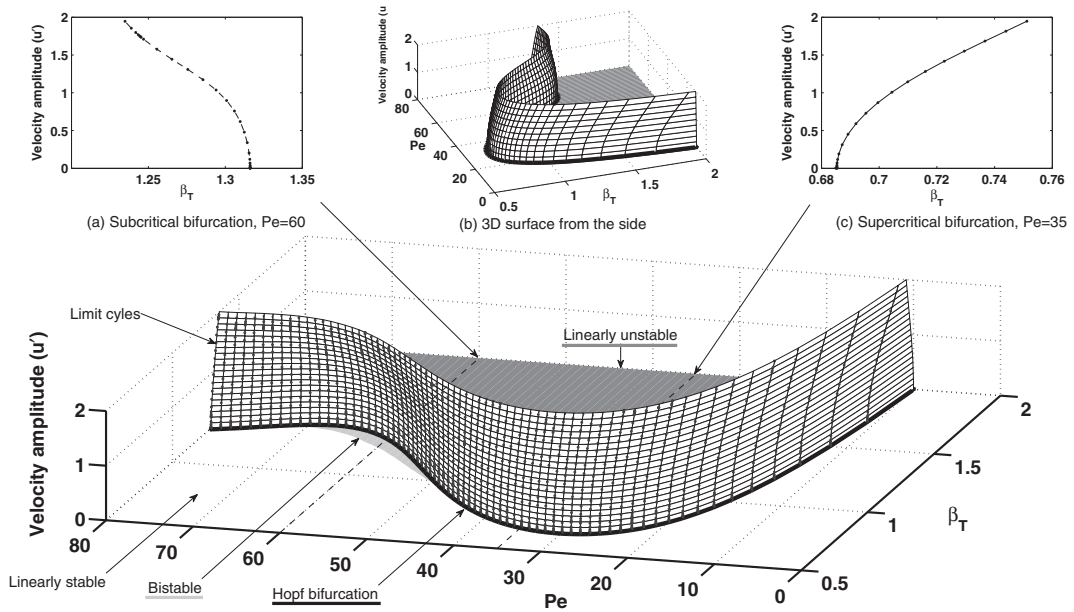 Velocity amplitude (u')
2
1.5
1
0.5
0
1.25
1.3
1.35
β_T
(a) Subcritical bifurcation, Pe=60
Velocity amplitude (u'
2
1
0
80
60
Pe
40
20
0
0.5
1
β_T
1.5
2
(b) 3D surface from the side
Velocity amplitude (u')
2
1.5
1
0.5
0
0.68
0.7
0.72
0.74
0.76
β_T
(c) Supercritical bifurcation, Pe=35
Limit cyles
Linearly unstable
Velocity amplitude (u')
2
1
0
80
70
60
50
40
30
20
10
0
Pe
0.5
1
1.5
2
β_T
Linearly stable
Bistable
Hopf bifurcation